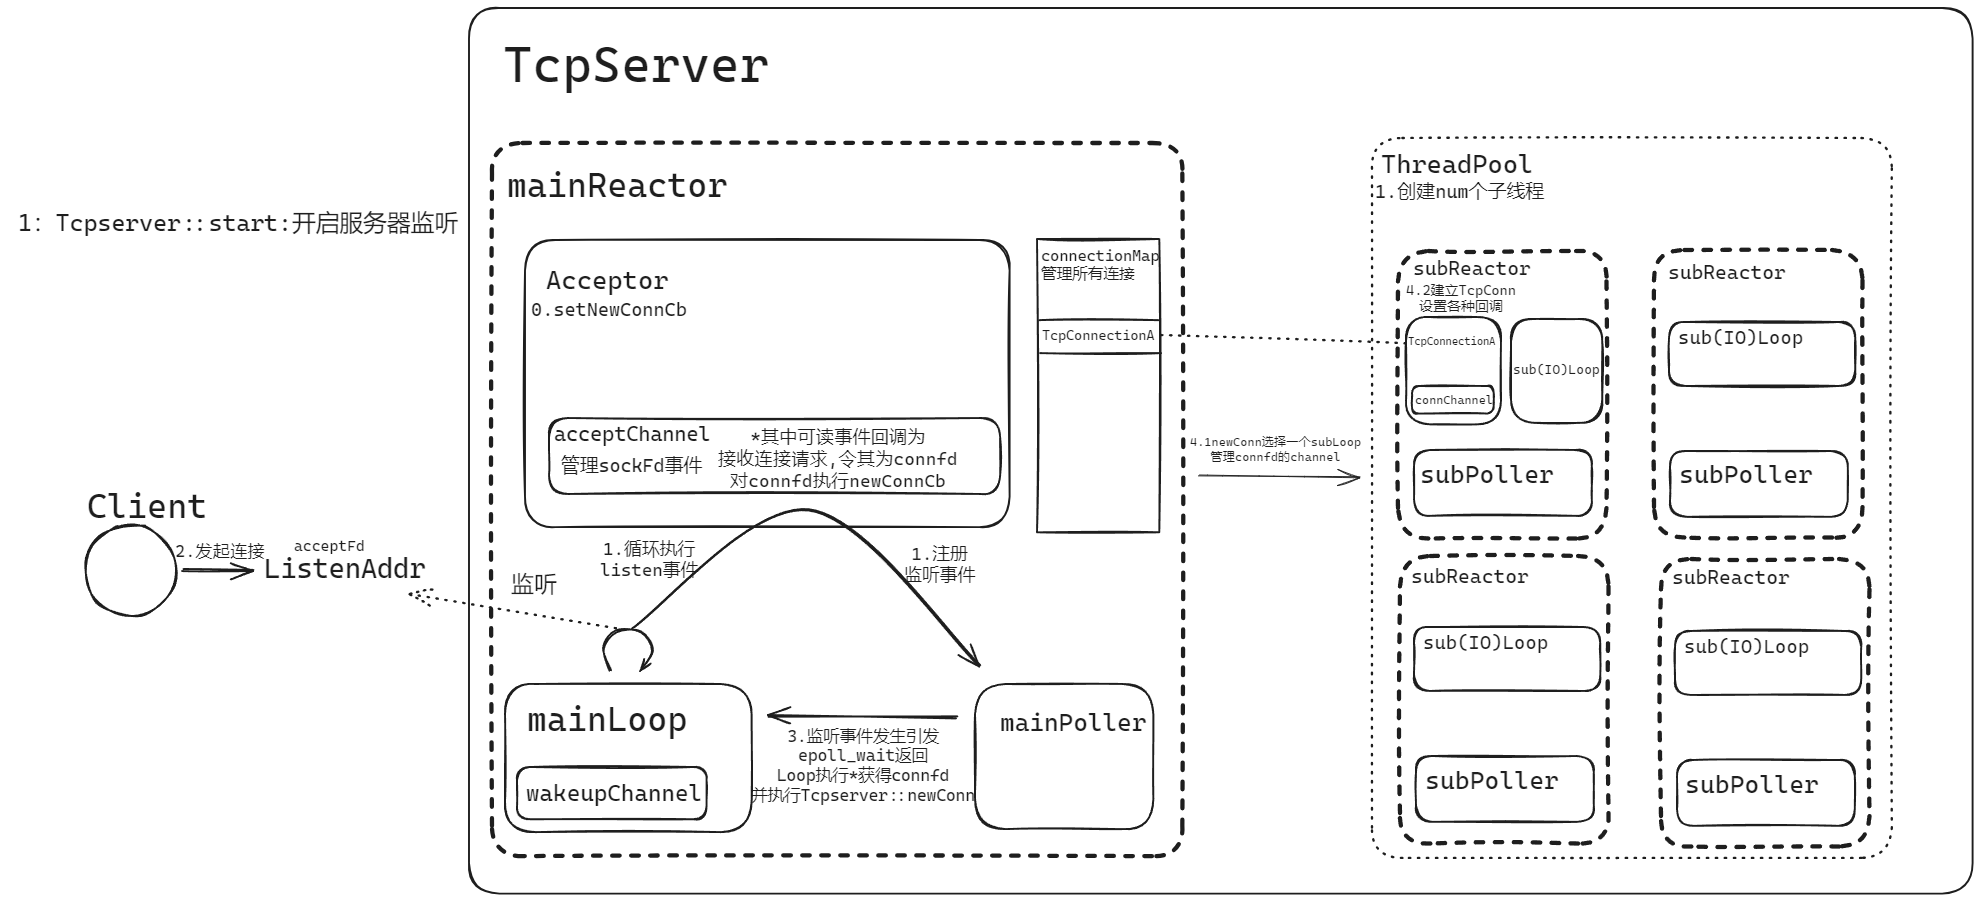 TcpServer
mainReactor
1: Tcpserver::start:开启服务器监听
Acceptor
0.setNewConnCb
acceptChannel
管理sockFd事件
*其中可读事件回调为
接收连接请求,令其为connfd
对connfd执行newConnCb
connectionMap
管理所有连接
TcpConnectionA
Client
2.发起连接
acceptFd
ListenAddr
监听
1.循环执行
listen事件
1.注册
监听事件
mainLoop
wakeupChannel
3.监听事件发生引发
epoll_wait返回
Loop执行*获得connfd
并执行Tcpserver::newConn
mainPoller
4.1newConn选择一个subLoop
管理connfd的channel
ThreadPool
1.创建num个子线程
subReactor
4.2建立TcpConn
设置各种回调
TcpConnectionA
connChannel
sub(IO)Loop
subPoller
subReactor
sub(IO)Loop
subPoller
subReactor
sub(IO)Loop
subPoller
subReactor
sub(IO)Loop
subPoller